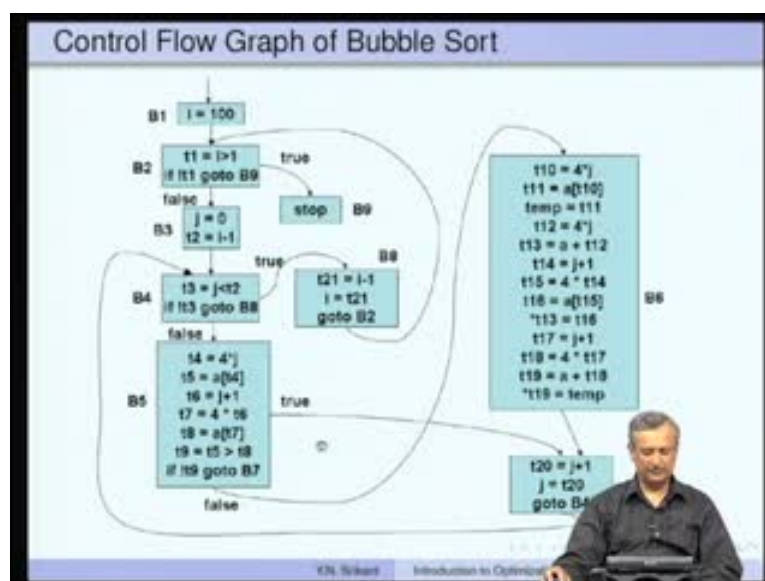 Control Flow Graph of Bubble Sort
B1
i = 100
B2
t1 = i>1
if !t1 goto B9
true
false
stop
B9
B3
j = 0
t2 = i-1
B4
t3 = j<t2
if !t3 goto B8
true
false
B8
t21 = i-1
i = t21
goto B2
B5
t4 = 4*j
t5 = a[t4]
t6 = j+1
t7 = 4 * t6
t8 = a[t7]
t9 = t5 > t8
if !t9 goto B7
true
false
t10 = 4*j
t11 = a[t10]
temp = t11
t12 = 4*j
t13 = a + t12
t14 = j+1
t15 = 4 * t14
t16 = a[t15]
*t13 = t16
t17 = j+1
t18 = 4 * t17
t19 = a + t18
*t19 = temp
B6
t20 = j+1
j = t20
goto
Y.N. Srikant
Introduction to